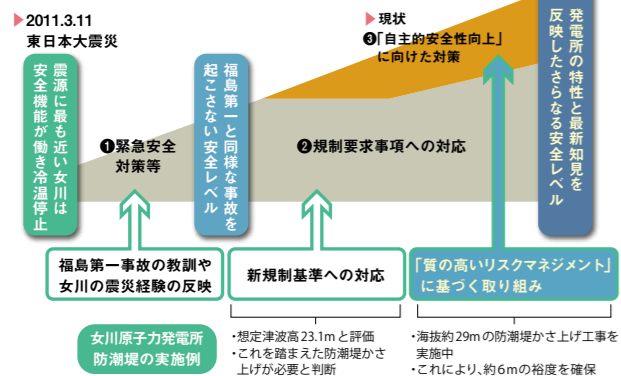 ▶2011.3.11
東日本大震災
▶現状
❸「自主的安全性向上」
に向けた対策
震源に最も近い女川は
安全機能が働き冷温停止
❶緊急安全
対策等
福島第一と同様な事故を
起こさない安全レベル
❷規制要求事項への対応
発電所の特性と最新知見を
反映したさらなる安全レベル
福島第一事故の教訓や
女川の震災経験の反映
新規制基準への対応
「質の高いリスクマネジメント」
に基づく取り組み
女川原子力発電所
防潮堤の実施例
・想定津波高23.1mと評価
・これを踏まえた防潮堤かさ
上げが必要と判断
・海抜約29mの防潮堤かさ上げ工事を
実施中
・これにより、約6mの裕度を確保